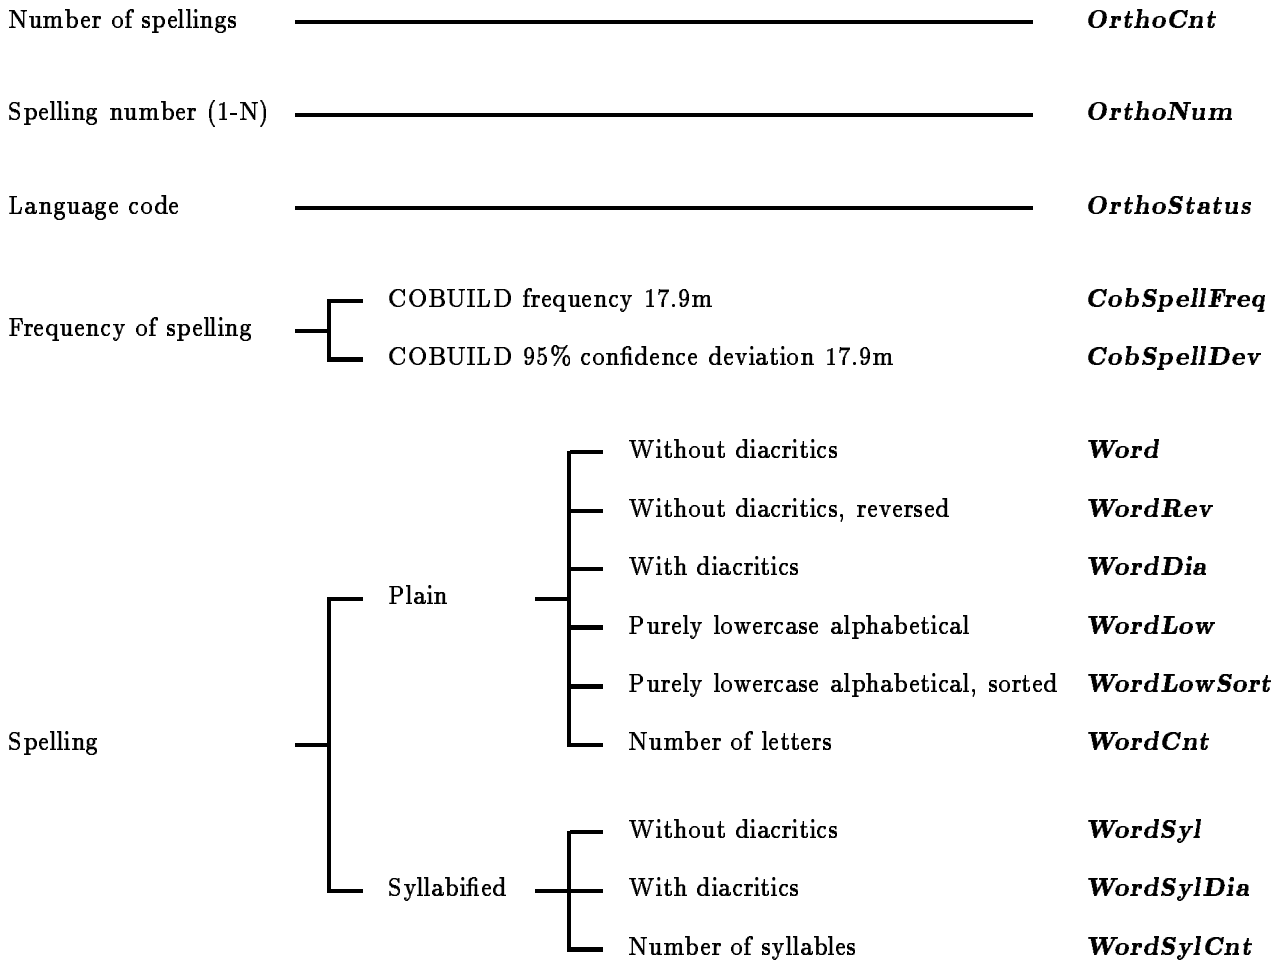 Number of spellings OrthoCnt
Spelling number (1-N) OrthoNum
Language code OrthoStatus
COBUILD frequency 17.9m CobSpellFreq
Frequency of spelling
COBUILD 95% confidence deviation 17.9m CobSpellDev
Without diacritics Word
Without diacritics, reversed WordRev
With diacritics WordDia
Plain
Purely lowercase alphabetical WordLow
Purely lowercase alphabetical, sorted WordLowSort
Spelling Number of letters WordCnt
Without diacritics WordSyl
Syllabified With diacritics WordSylDia
Number of syllables WordSylCnt